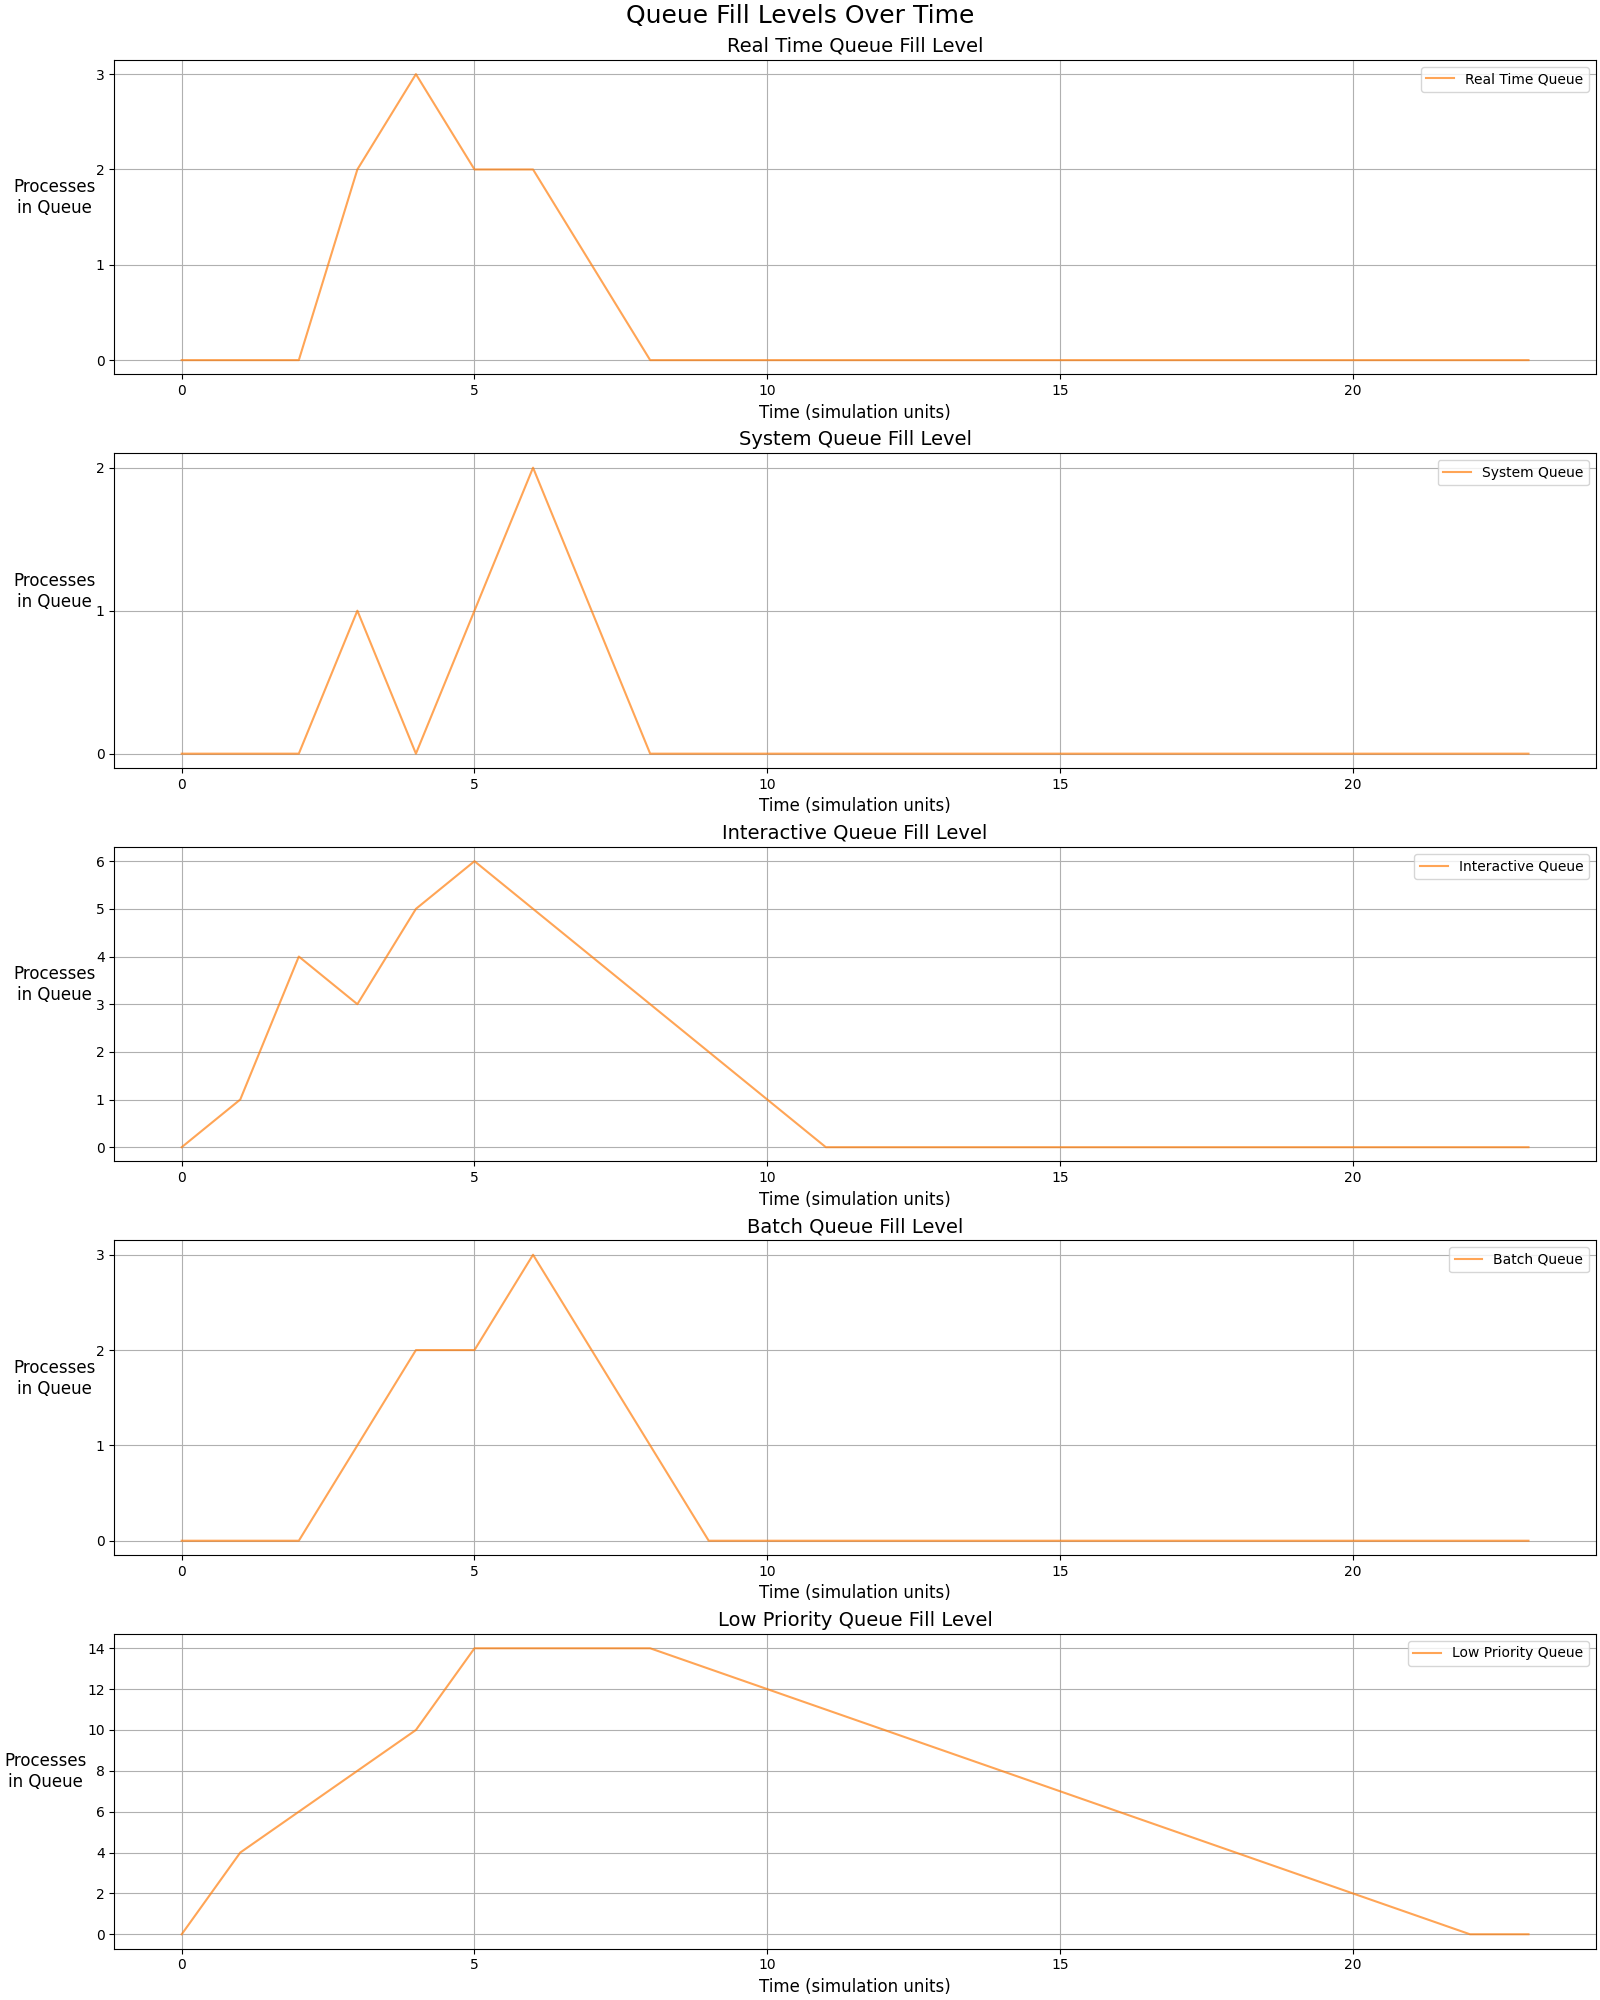 Queue Fill Levels Over Time
Real Time Queue Fill Level
Real Time Queue
3
2
1
0
Processes
in Queue
0 5 10 15 20
Time (simulation units)
System Queue Fill Level
System Queue
2
1
0
Processes
in Queue
0 5 10 15 20
Time (simulation units)
Interactive Queue Fill Level
Interactive Queue
6
5
4
3
2
1
0
Processes
in Queue
0 5 10 15 20
Time (simulation units)
Batch Queue Fill Level
Batch Queue
3
2
1
0
Processes
in Queue
0 5 10 15 20
Time (simulation units)
Low Priority Queue Fill Level
Low Priority Queue
14
12
10
8
6
4
2
0
Processes
in Queue
0 5 10 15 20
Time (simulation units)